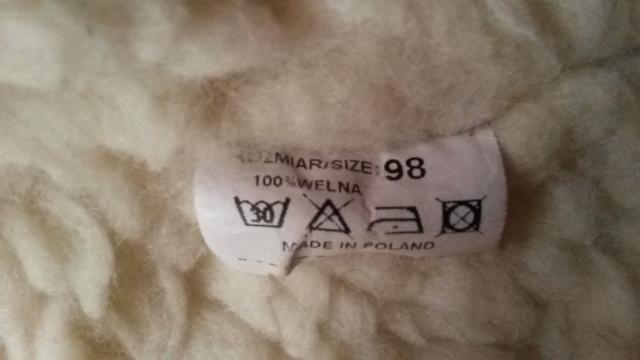 ROZMIAR/SIZE: 98
100% WELNA
30
MADE IN POLAND